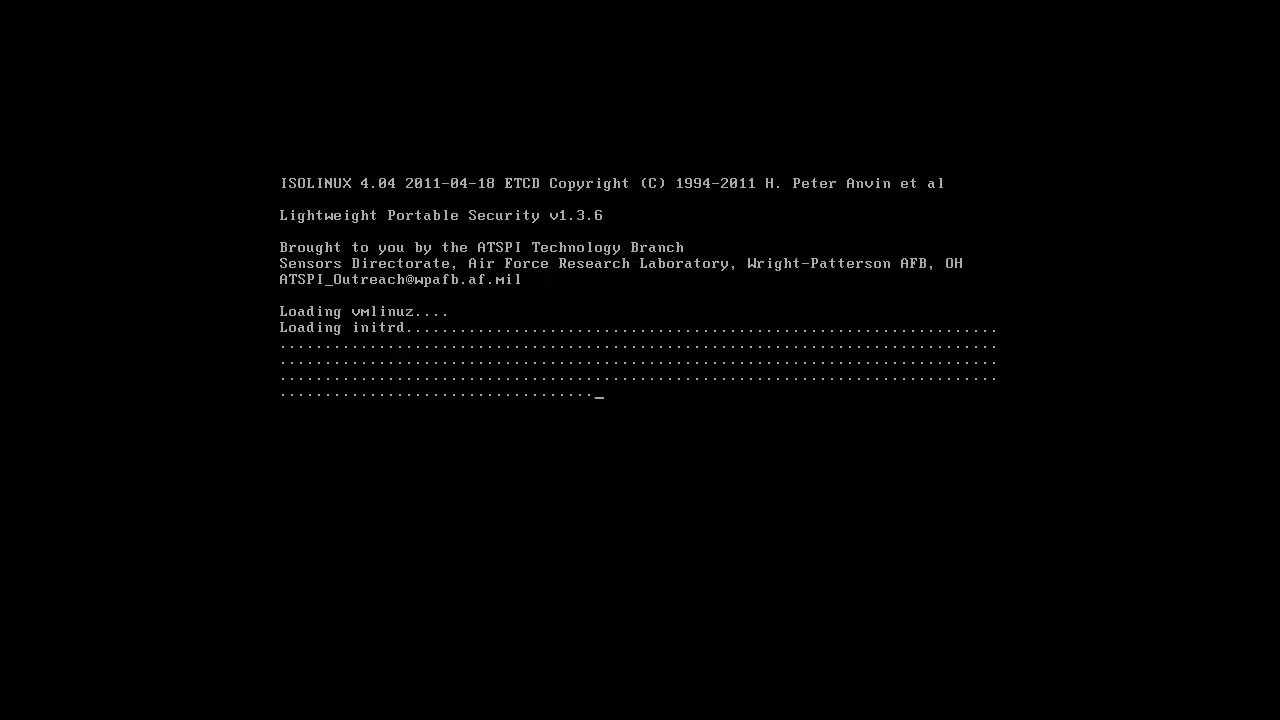 ISOLINUX 4.04 2011-04-18 ETCD Copyright (C) 1994-2011 H. Peter Anvin et al
Lightweight Portable Security v1.3.6
Brought to you by the ATSPI Technology Branch
Sensors Directorate, Air Force Research Laboratory, Wright-Patterson AFB, OH
ATSPI_Outreach@wpafb.af.mil
Loading vmlinuz....
Loading initrd..................................................................
................................................................................
................................................................................
................................................................................
..................................._